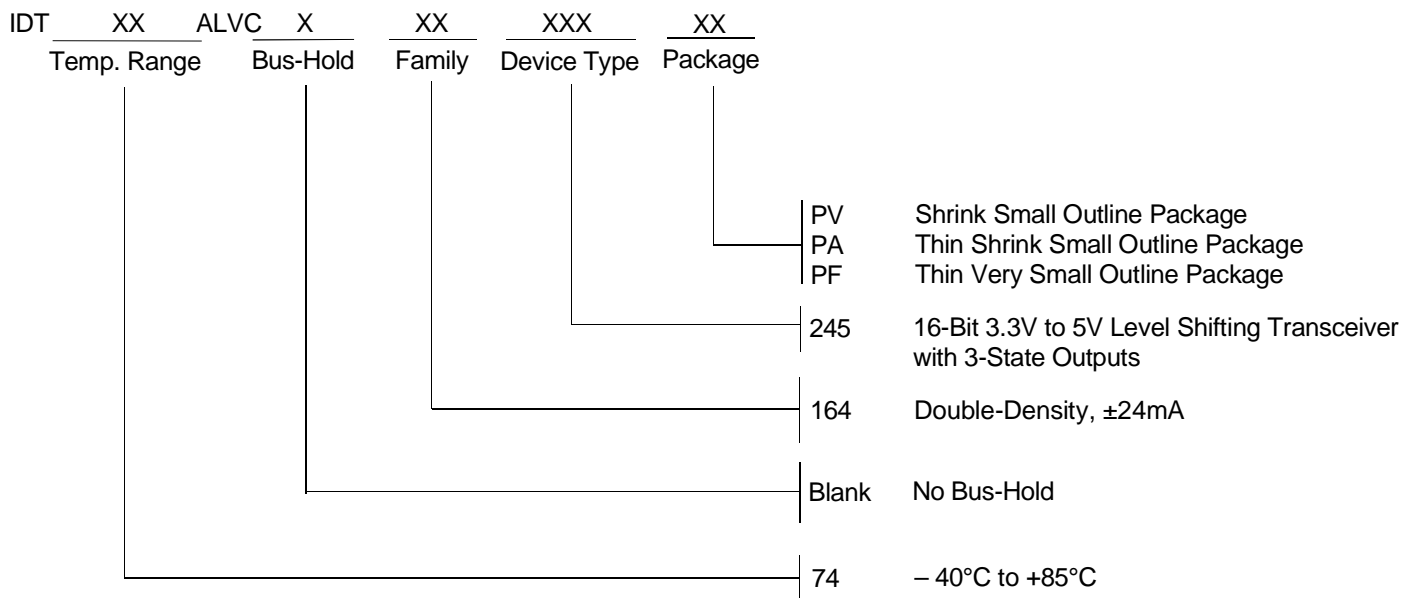 IDT XX ALVC X XX XXX XX
Temp. Range Bus-Hold Family Device Type Package
PV Shrink Small Outline Package
PA Thin Shrink Small Outline Package
PF Thin Very Small Outline Package
245 16-Bit 3.3V to 5V Level Shifting Transceiver
with 3-State Outputs
164 Double-Density, ±24mA
Blank No Bus-Hold
74 – 40°C to +85°C